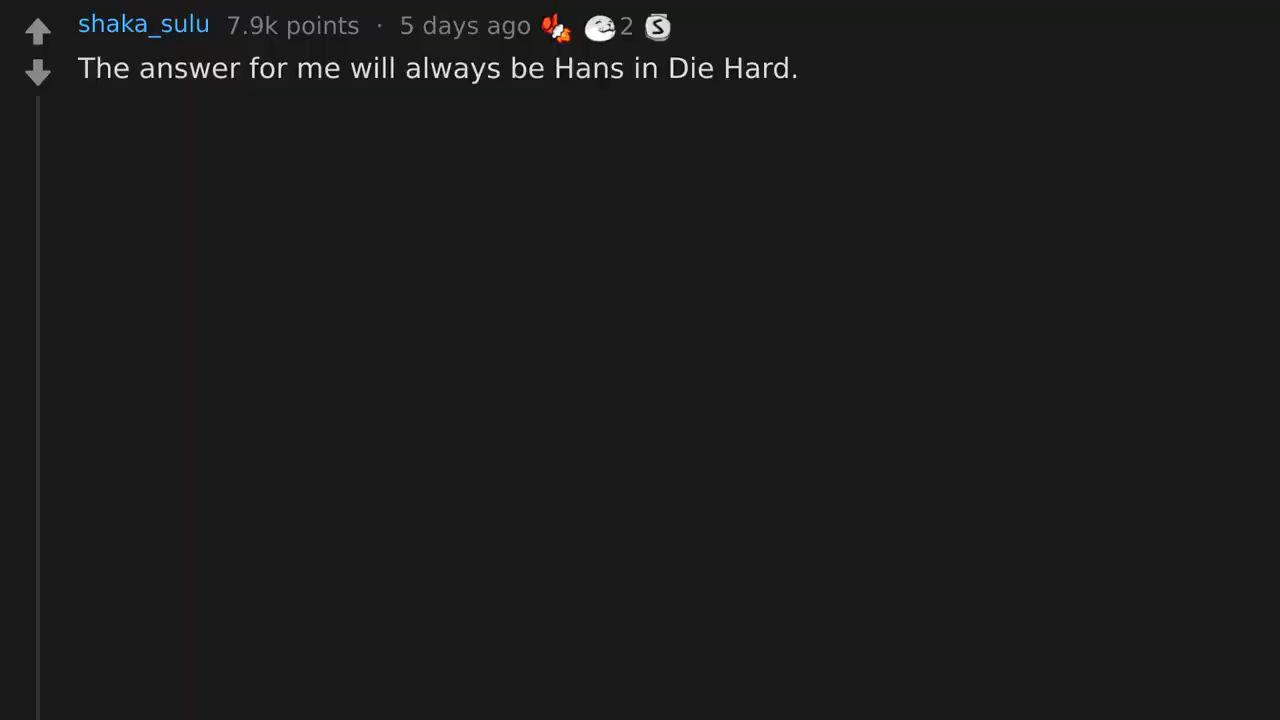 shaka_sulu 7.9k points · 5 days ago 2 S
The answer for me will always be Hans in Die Hard.